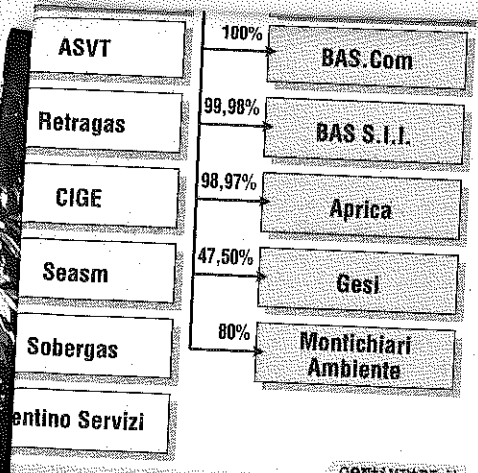 ASVT
Retragas
CIGE
Seasm
Sobergas
entino Servizi
100%
BAS.Com
99,98%
BAS S.I.I.
98,97%
Aprica
47,50%
Gesi
80%
Montichiari
Ambiente